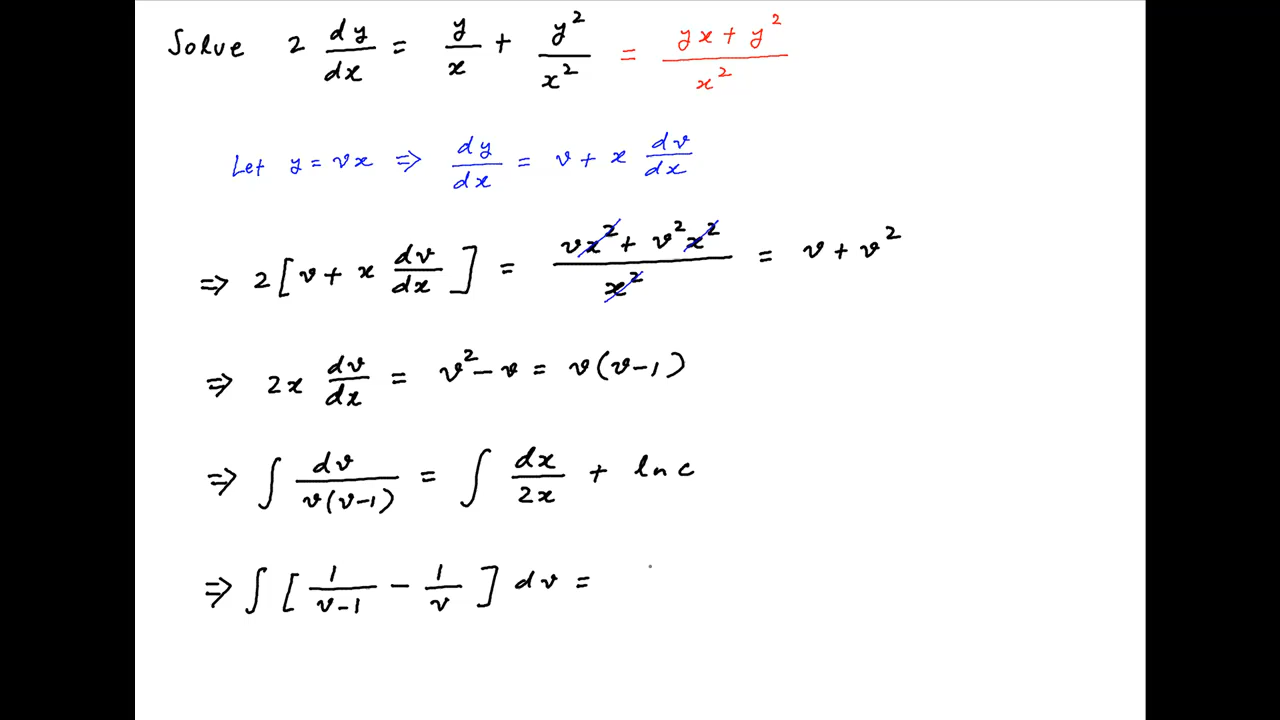 Solve 2 dy/dx = y/x + y²/x² = (yx + y²)/x²
Let y = vx ⇒ dy/dx = v + x dv/dx
⇒ 2[v + x dv/dx] = (vx² + v²x²)/x² = v + v²
⇒ 2x dv/dx = v² - v = v(v-1)
⇒ ∫ dv/(v(v-1)) = ∫ dx/2x + ln c
⇒ ∫ [1/(v-1) - 1/v] dv =